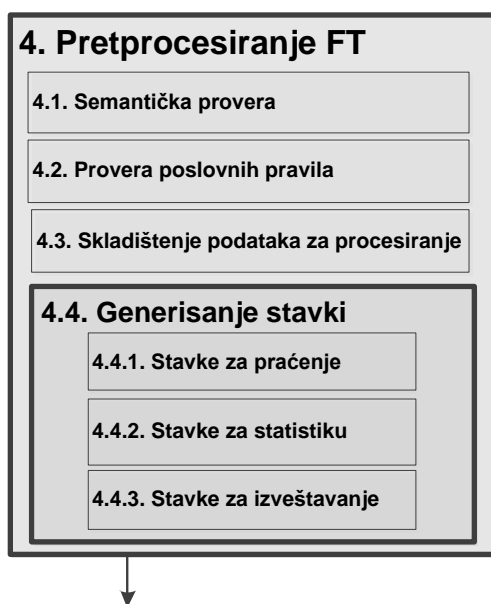 4. Pretprocesiranje FT
4.1. Semantička provera
4.2. Provera poslovnih pravila
4.3. Skladištenje podataka za procesiranje
4.4. Generisanje stavki
4.4.1. Stavke za praćenje
4.4.2. Stavke za statistiku
4.4.3. Stavke za izveštavanje